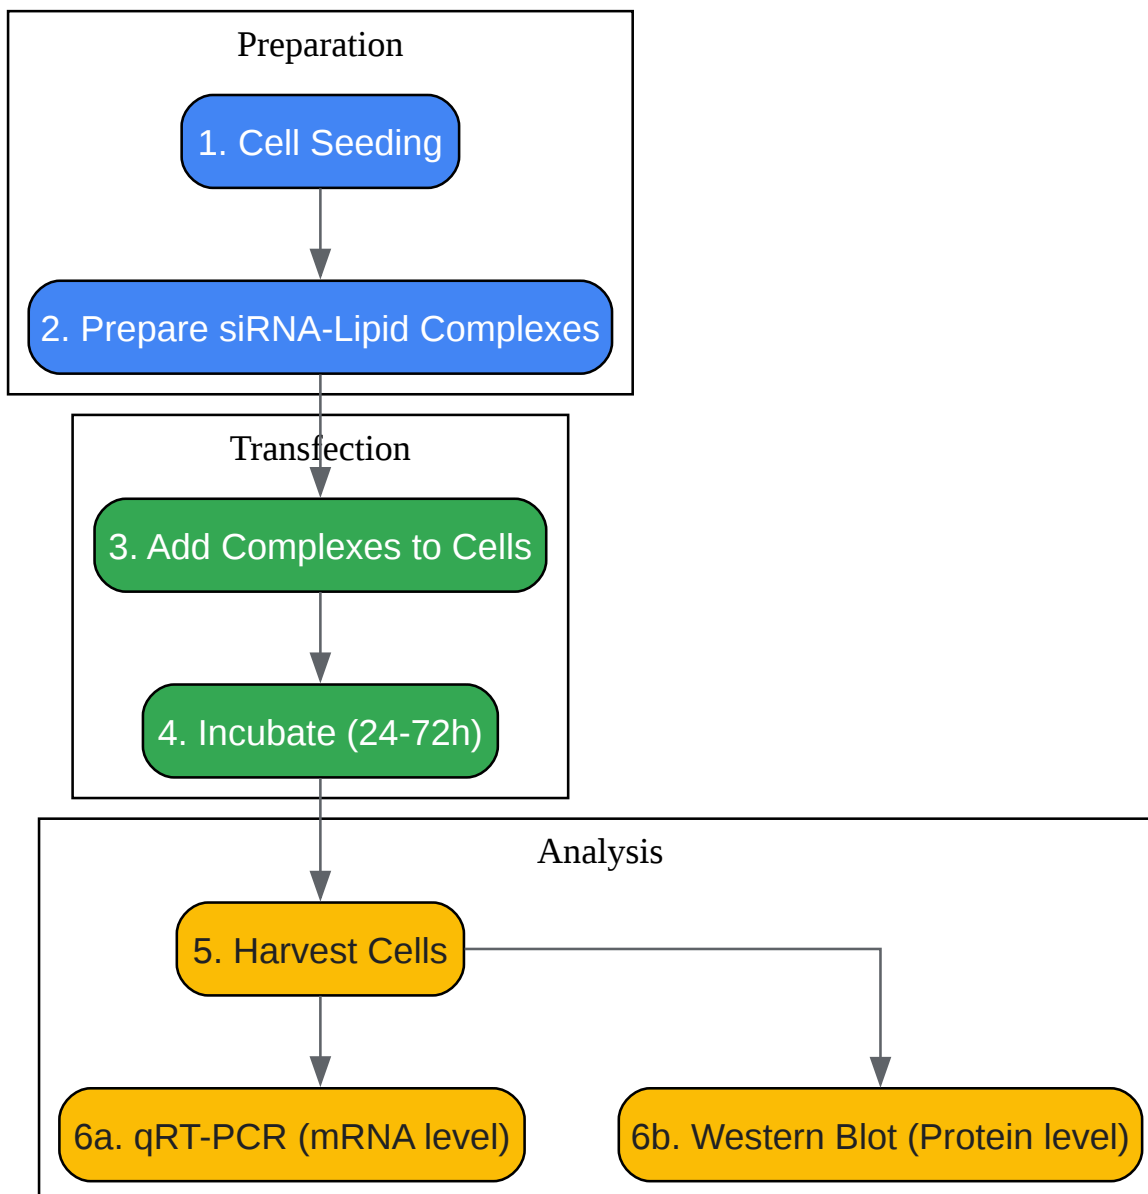 Preparation
1. Cell Seeding
2. Prepare siRNA-Lipid Complexes
Transfection
3. Add Complexes to Cells
4. Incubate (24-72h)
Analysis
5. Harvest Cells
6a. qRT-PCR (mRNA level)
6b. Western Blot (Protein level)